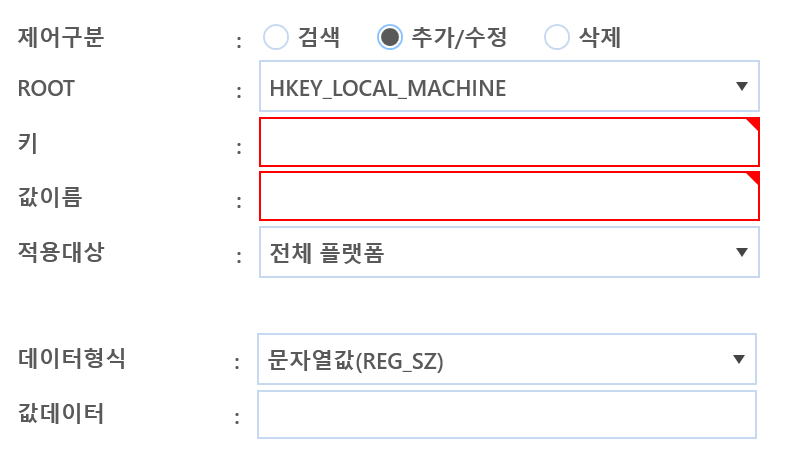 제어구분 : 검색 추가/수정 삭제
ROOT : HKEY_LOCAL_MACHINE
키 :
값이름 :
적용대상 : 전체 플랫폼
데이터형식 : 문자열값(REG_SZ)
값데이터 :